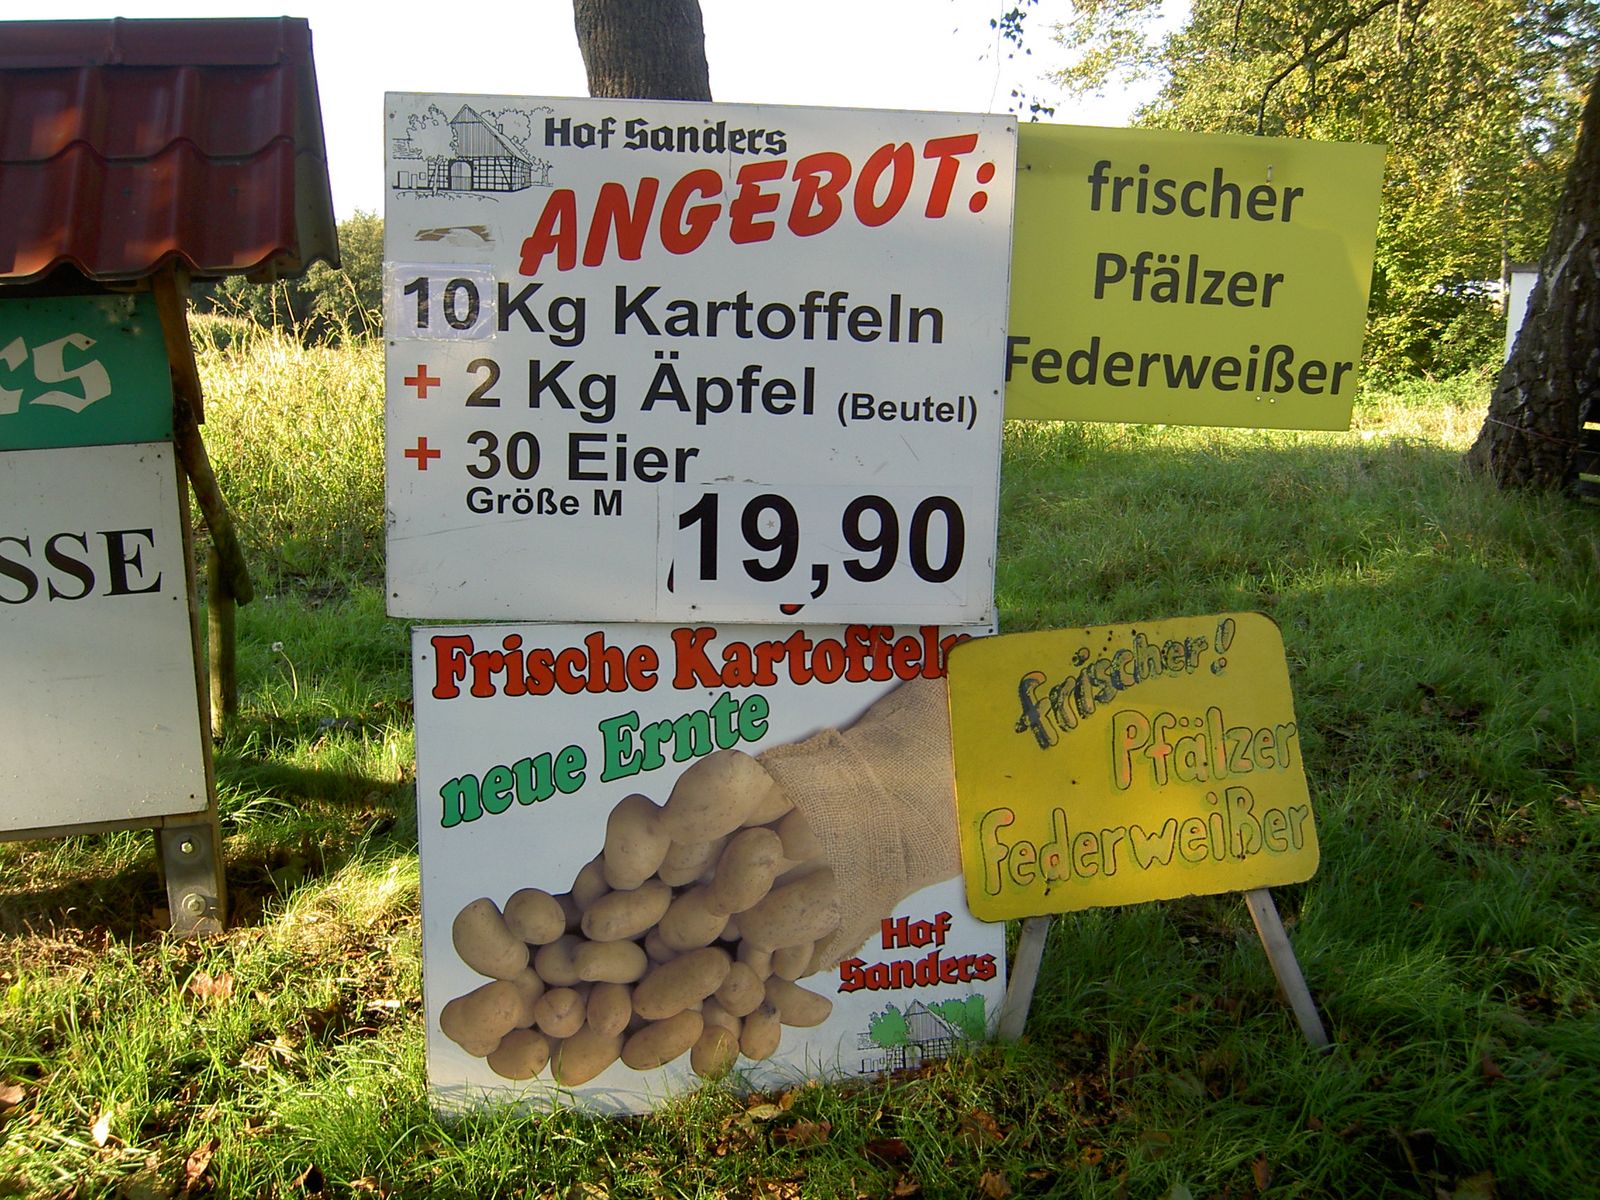 Hof Sanders
ANGEBOT:
10 Kg Kartoffeln
+ 2 Kg Äpfel (Beutel)
+ 30 Eier
Größe M
19,90
frischer
Pfälzer
Federweißer
SSE
Frische Kartoffeln
neue Ernte
Hof
Sanders
frischer!
Pfälzer
Federweißer